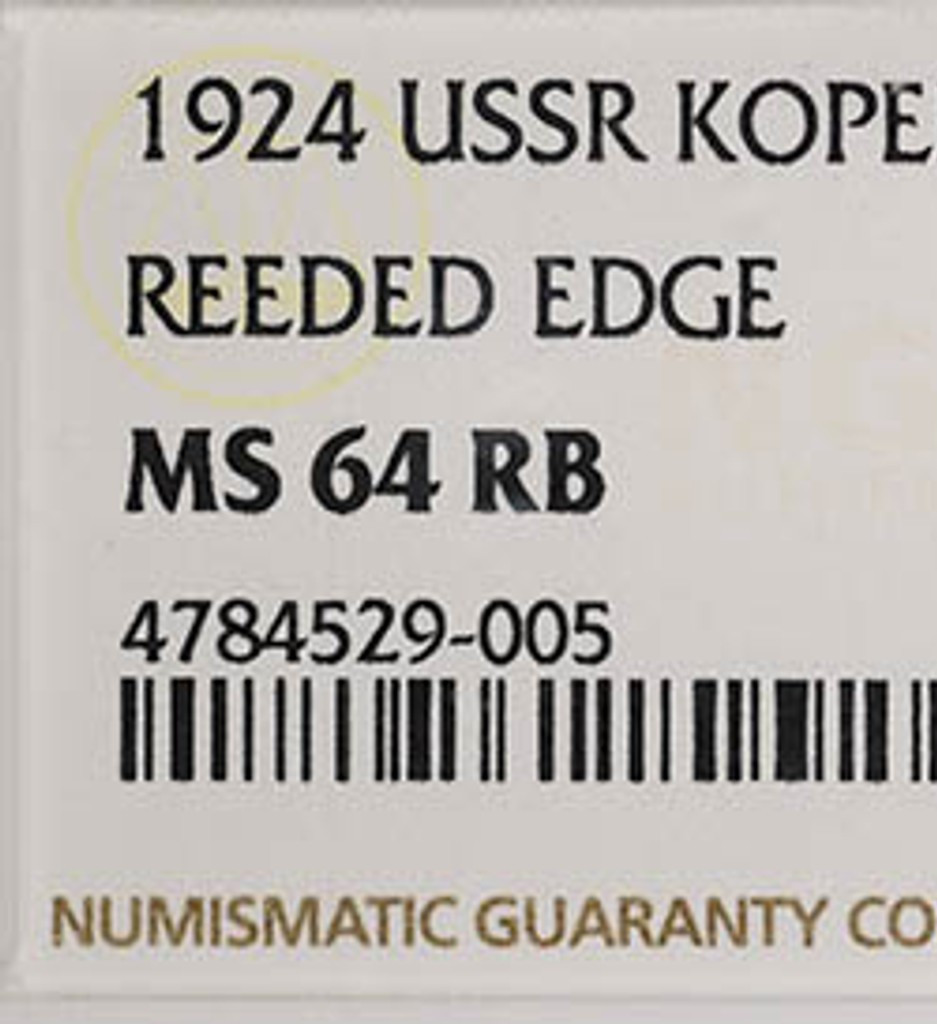 1924 USSR KOPE
REEDED EDGE
MS 64 RB
4784529-005
NUMISMATIC GUARANTY CO